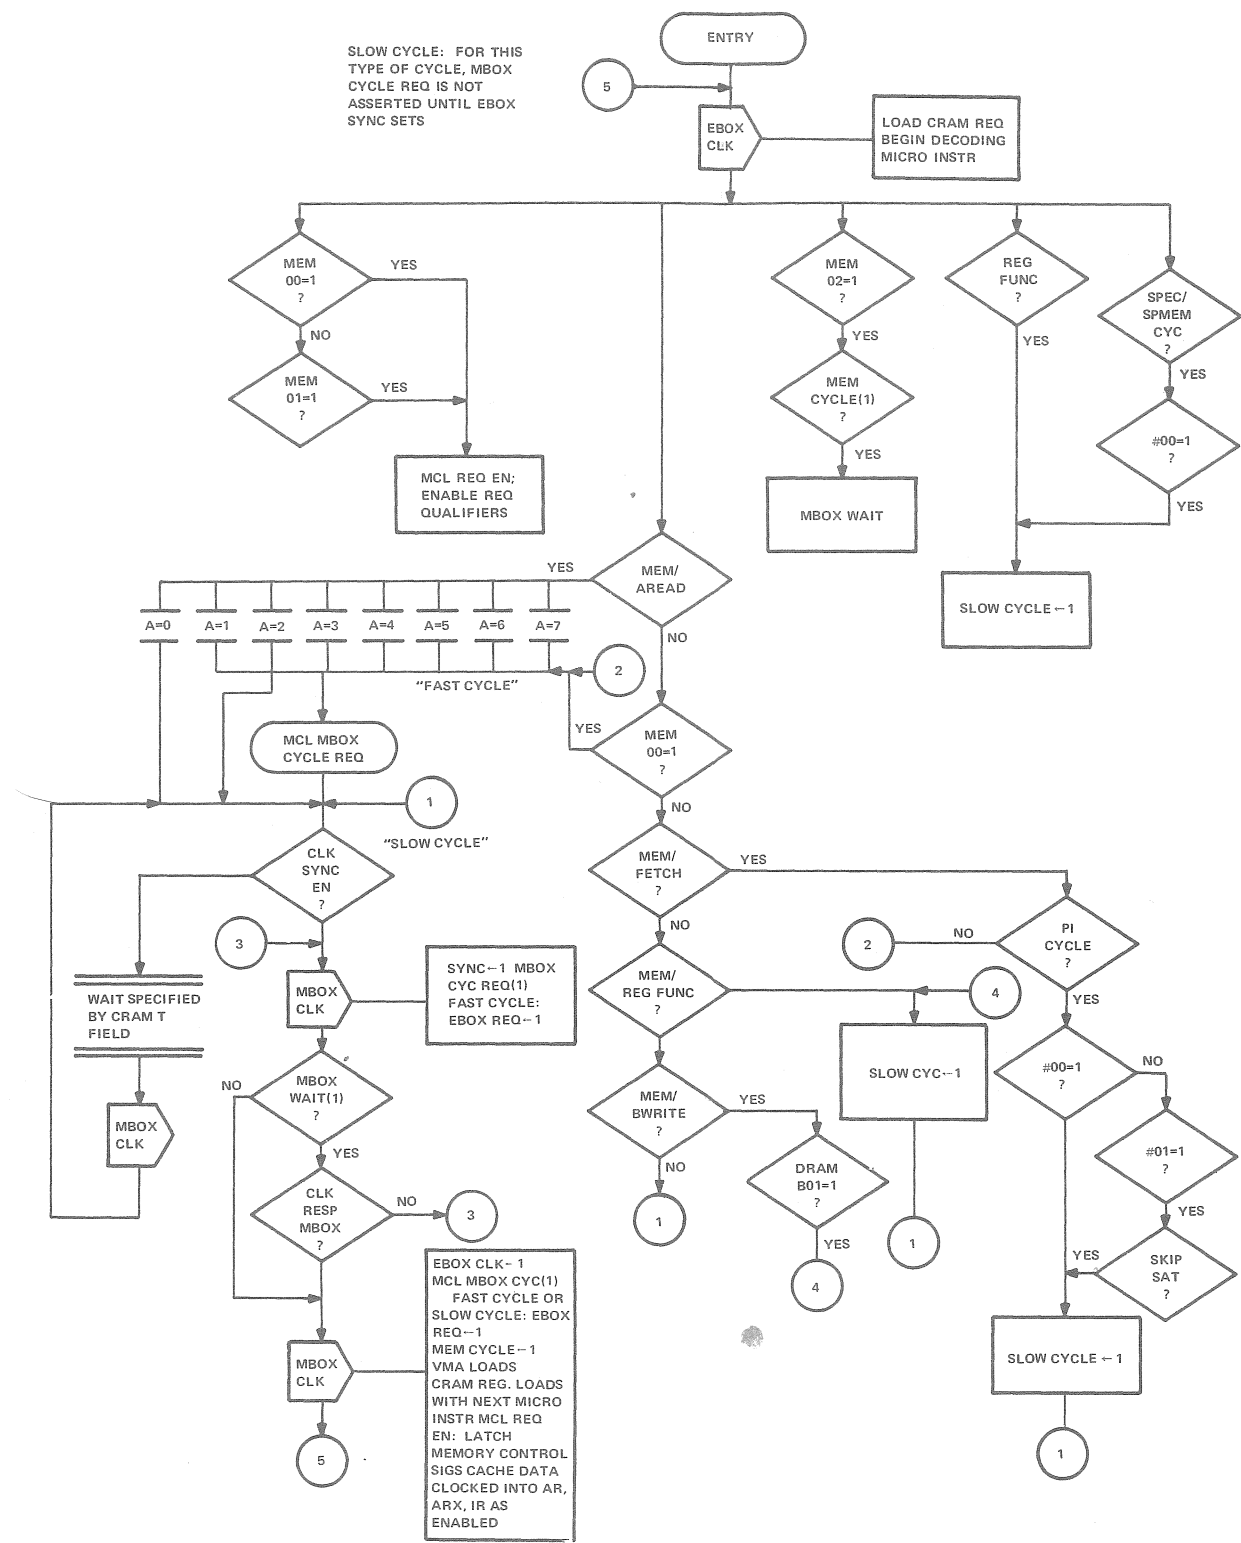 ENTRY
SLOW CYCLE: FOR THIS
TYPE OF CYCLE, MBOX
CYCLE REQ IS NOT
ASSERTED UNTIL EBOX
SYNC SETS
5
EBOX
CLK
LOAD CRAM REQ
BEGIN DECODING
MICRO INSTR
MEM
00=1
?
YES
NO
MEM
01=1
?
YES
MCL REQ EN;
ENABLE REQ
QUALIFIERS
MEM
02=1
?
YES
MEM
CYCLE(1)
?
YES
MBOX WAIT
REG
FUNC
?
YES
SPEC/
SPMEM
CYC
?
YES
#00=1
?
YES
SLOW CYCLE←1
MEM/
AREAD
YES
NO
A=0
A=1
A=2
A=3
A=4
A=5
A=6
A=7
2
"FAST CYCLE"
MEM
00=1
?
YES
NO
MCL MBOX
CYCLE REQ
1
"SLOW CYCLE"
CLK
SYNC
EN
?
3
WAIT SPECIFIED
BY CRAM T
FIELD
MBOX
CLK
MBOX
CLK
SYNC←1 MBOX
CYC REQ(1)
FAST CYCLE:
EBOX REQ←1
MBOX
WAIT(1)
?
NO
YES
CLK
RESP
MBOX
?
NO
3
MBOX
CLK
5
EBOX CLK←1
MCL MBOX CYC(1)
FAST CYCLE OR
SLOW CYCLE: EBOX
REQ←1
MEM CYCLE←1
VMA LOADS
CRAM REG. LOADS
WITH NEXT MICRO
INSTR MCL REQ
EN: LATCH
MEMORY CONTROL
SIGS CACHE DATA
CLOCKED INTO AR,
ARX, IR AS
ENABLED
MEM/
FETCH
?
YES
NO
MEM/
REG FUNC
?
MEM/
BWRITE
?
YES
NO
1
DRAM
B01=1
?
YES
4
4
SLOW CYC←1
1
PI
CYCLE
?
NO
2
YES
#00=1
?
NO
#01=1
?
YES
SKIP
SAT
?
YES
SLOW CYCLE ←1
1